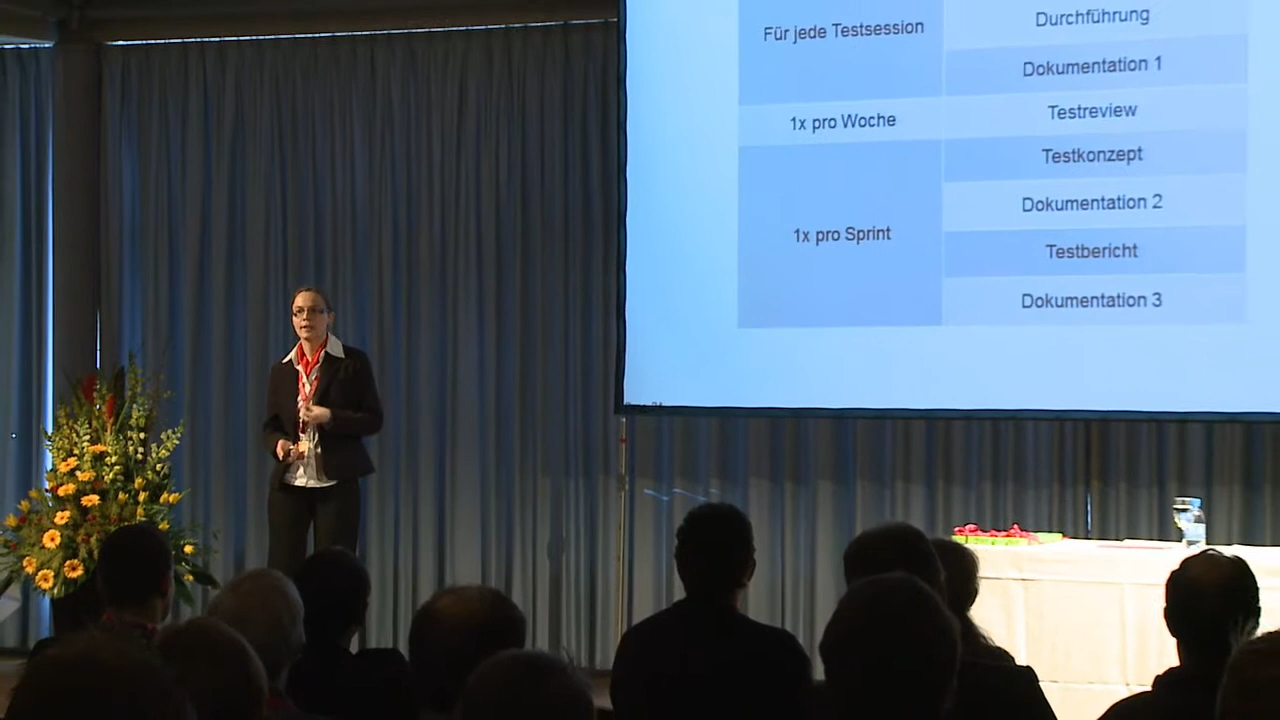 Für jede Testsession
Durchführung
Dokumentation 1
1x pro Woche
Testreview
1x pro Sprint
Testkonzept
Dokumentation 2
Testbericht
Dokumentation 3